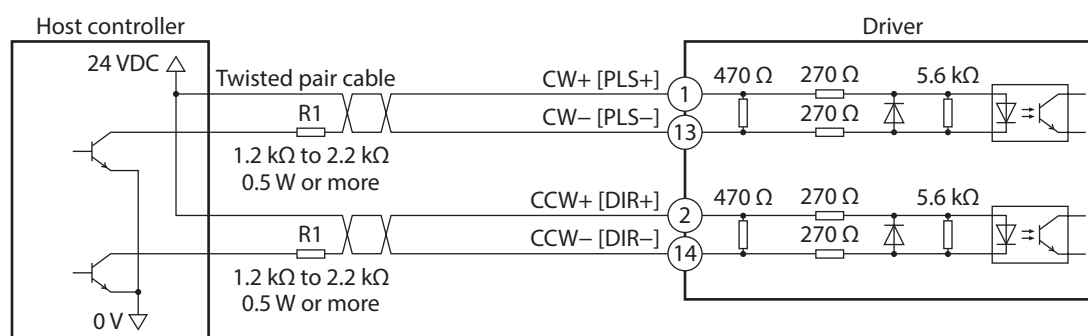 Host controller
Driver
24 VDC
Twisted pair cable
CW+ [PLS+]
1
470 Ω
270 Ω
5.6 kΩ
R1
CW− [PLS−]
13
270 Ω
1.2 kΩ to 2.2 kΩ
0.5 W or more
CCW+ [DIR+]
2
470 Ω
270 Ω
5.6 kΩ
R1
CCW− [DIR−]
14
270 Ω
1.2 kΩ to 2.2 kΩ
0.5 W or more
0 V